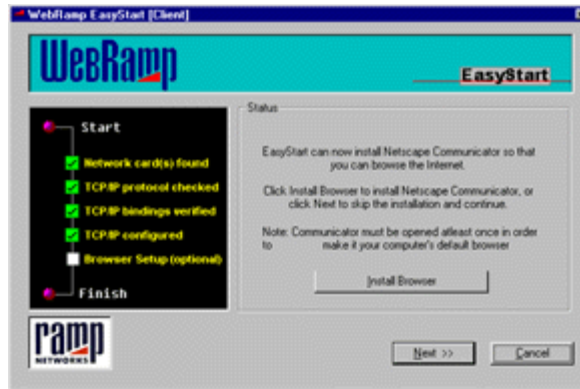 WebRamp EasyStart [Client]
WEBRamp
EasyStart
Start
Network card(s) found
TCP/IP protocol checked
TCP/IP bindings verified
TCP/IP configured
Browser Setup (optional)
Finish
Status
EasyStart can now install Netscape Communicator so that
you can browse the Internet.
Click Install Browser to install Netscape Communicator, or
click Next to skip the installation and continue.
Note: Communicator must be opened atleast once in order
to make it your computer's default browser
Install Browser
ramp
NETWORKS
Next >>
Cancel